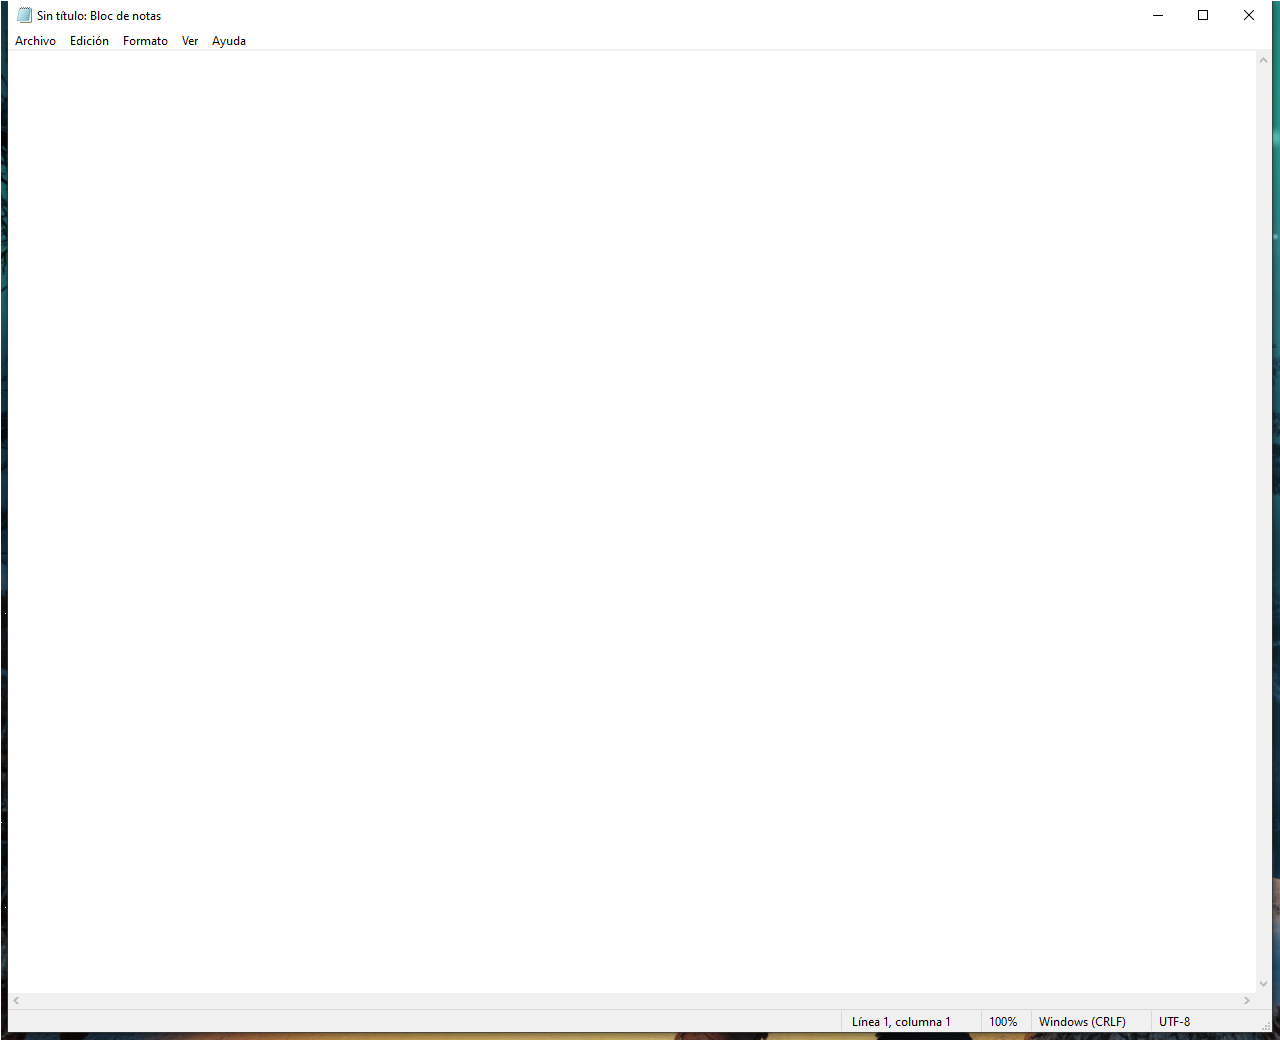 Sin título: Bloc de notas
Archivo Edición Formato Ver Ayuda
Línea 1, columna 1 100% Windows (CRLF) UTF-8